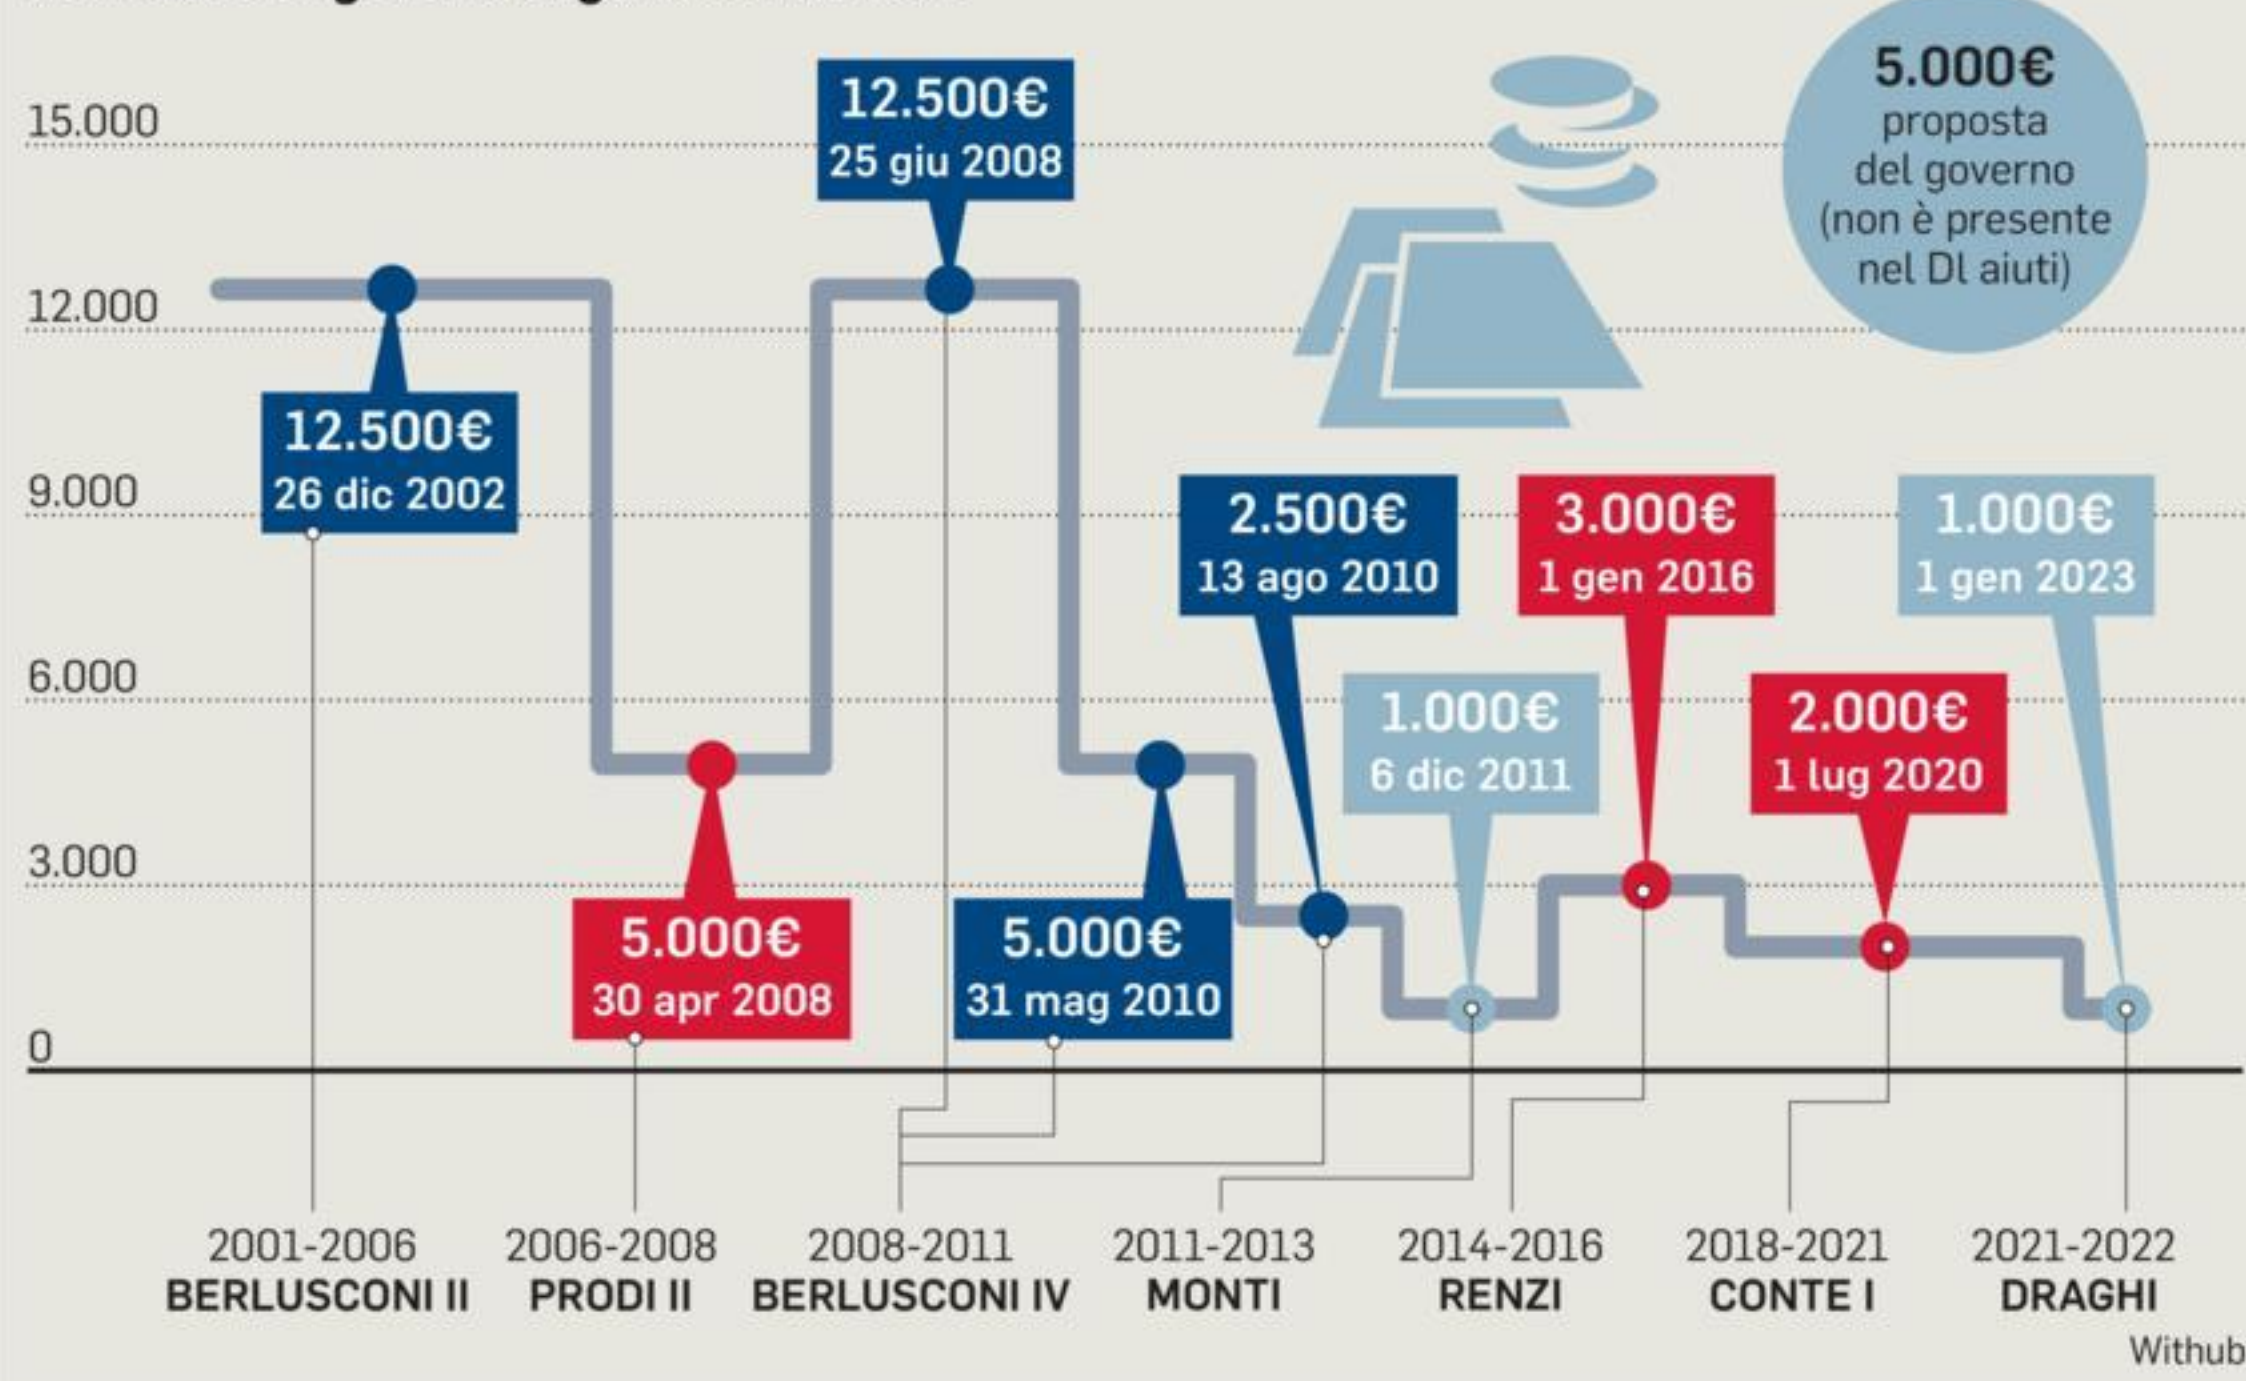 15.000
12.000
9.000
6.000
3.000
0
12.500€
26 dic 2002
5.000€
30 apr 2008
12.500€
25 giu 2008
5.000€
31 mag 2010
2.500€
13 ago 2010
1.000€
6 dic 2011
3.000€
1 gen 2016
2.000€
1 lug 2020
1.000€
1 gen 2023
5.000€
proposta
del governo
(non è presente
nel Dl aiuti)
2001-2006
BERLUSCONI II
2006-2008
PRODI II
2008-2011
BERLUSCONI IV
2011-2013
MONTI
2014-2016
RENZI
2018-2021
CONTE I
2021-2022
DRAGHI
Withub